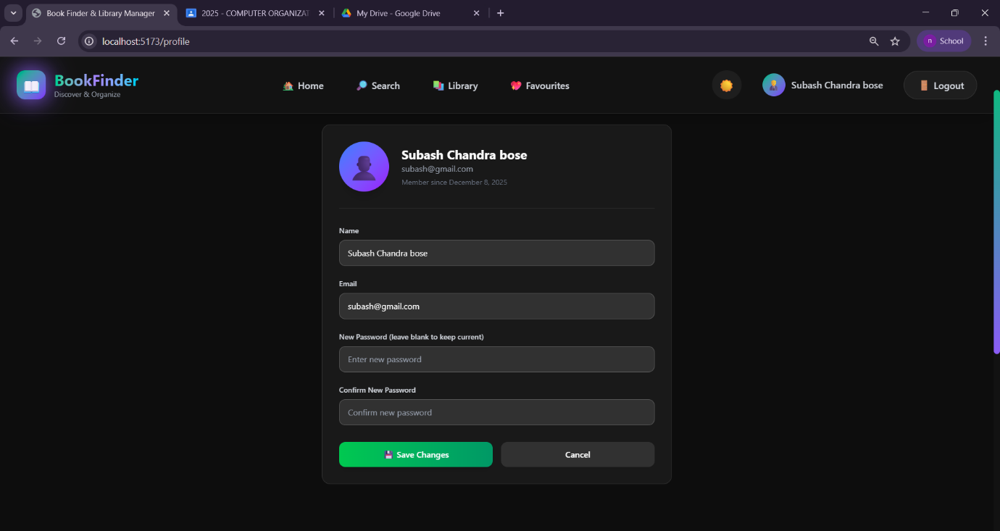 Book Finder & Library Manager
2025 - COMPUTER ORGANIZAT
My Drive - Google Drive
localhost:5173/profile
n School
BookFinder
Discover & Organize
Home
Search
Library
Favourites
Subash Chandra bose
Logout
Subash Chandra bose
subash@gmail.com
Member since December 8, 2025
Name
Subash Chandra bose
Email
subash@gmail.com
New Password (leave blank to keep current)
Enter new password
Confirm New Password
Confirm new password
Save Changes
Cancel